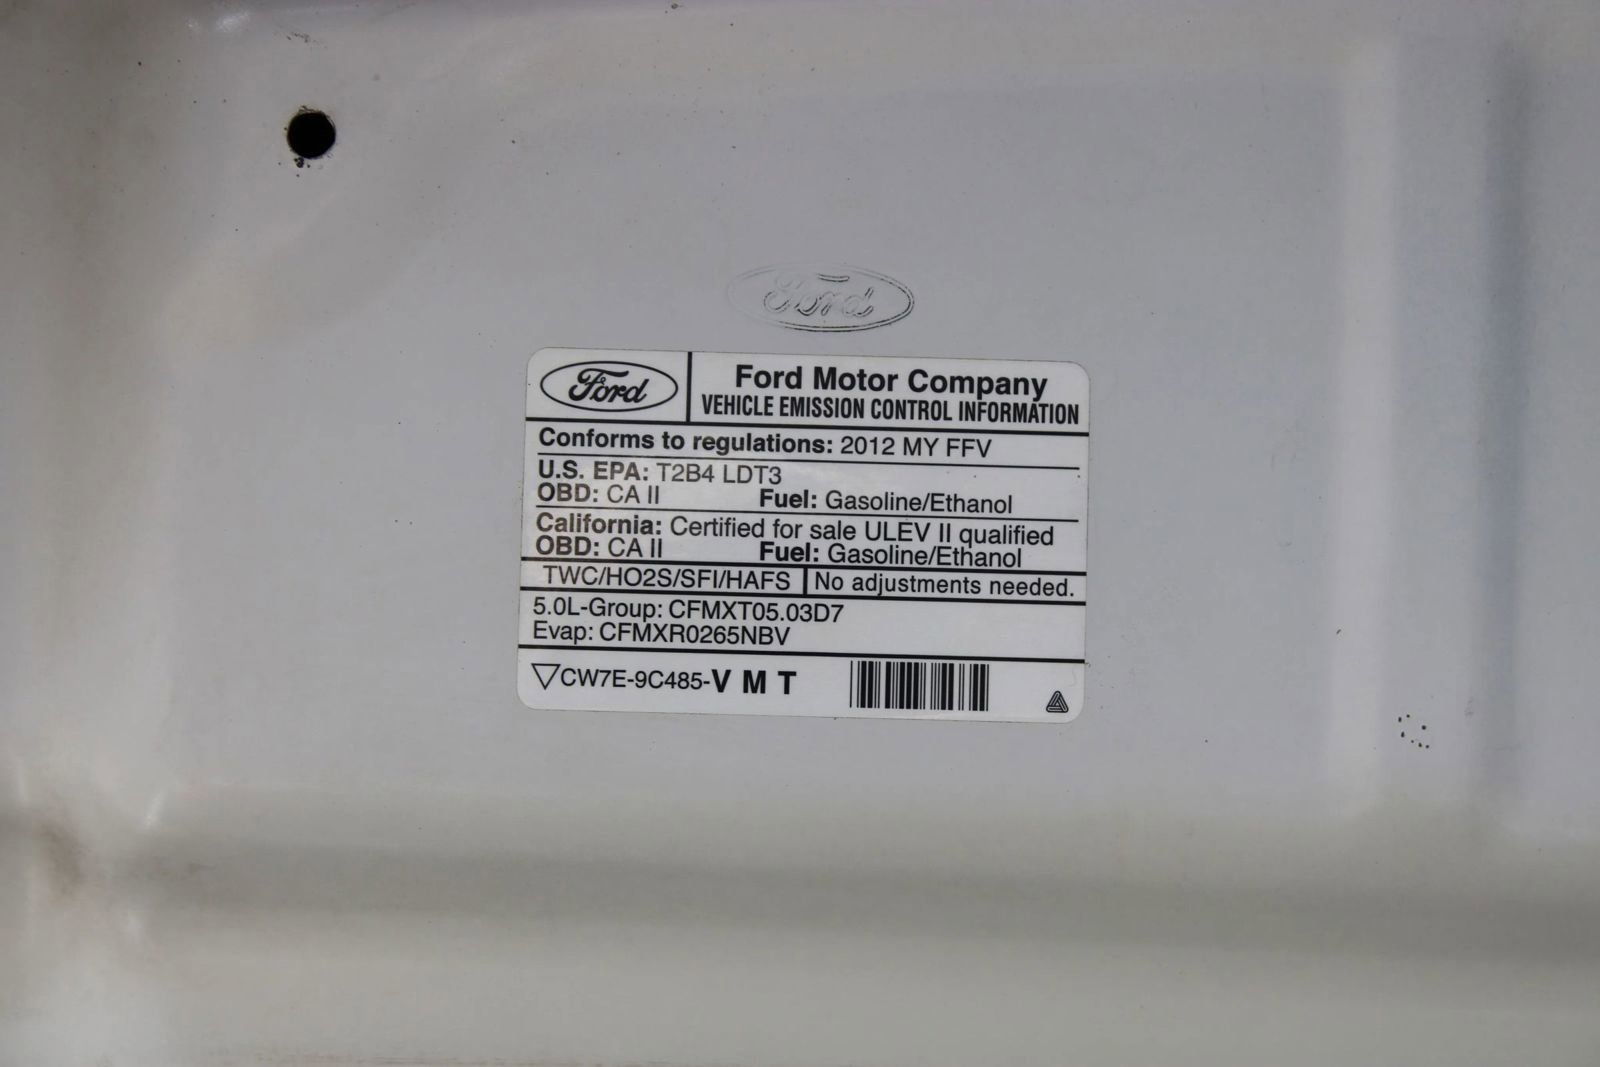 Ford
Ford
Ford Motor Company
VEHICLE EMISSION CONTROL INFORMATION
Conforms to regulations: 2012 MY FFV
U.S. EPA: T2B4 LDT3
OBD: CA II Fuel: Gasoline/Ethanol
California: Certified for sale ULEV II qualified
OBD: CA II Fuel: Gasoline/Ethanol
TWC/HO2S/SFI/HAFS No adjustments needed.
5.0L-Group: CFMXT05.03D7
Evap: CFMXR0265NBV
CW7E-9C485-V M T